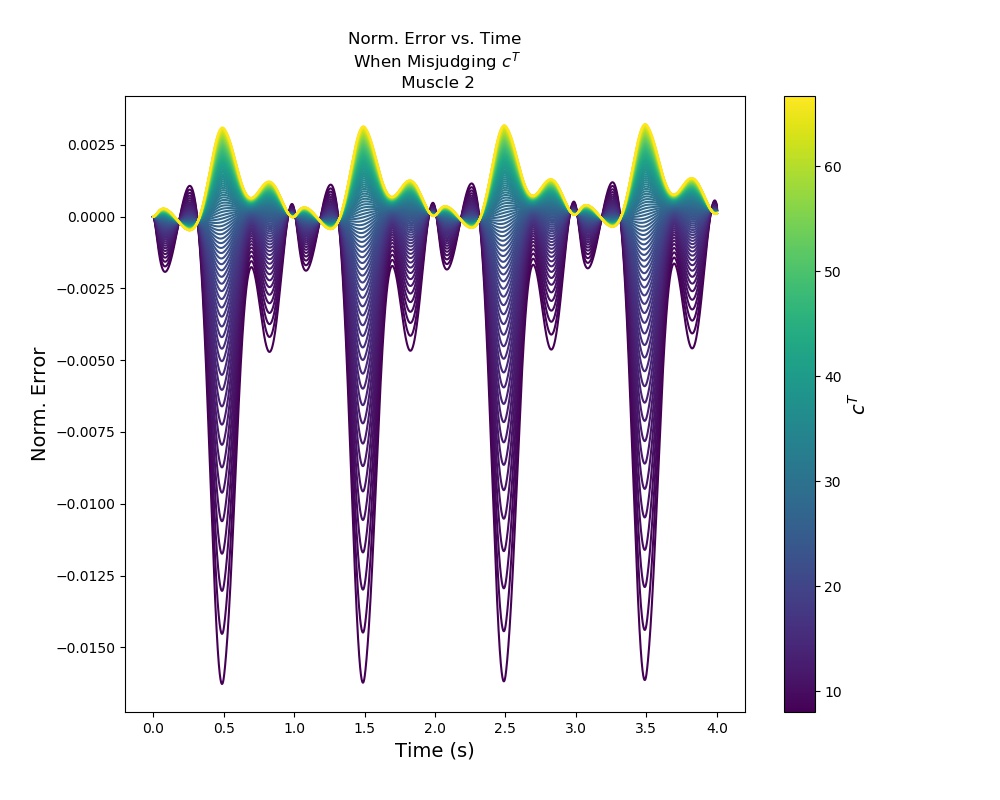 Norm. Error vs. Time
When Misjudging $c^T$
Muscle 2
Norm. Error
0.0025
0.0000
−0.0025
−0.0050
−0.0075
−0.0100
−0.0125
−0.0150
0.0 0.5 1.0 1.5 2.0 2.5 3.0 3.5 4.0
Time (s)
60
50
40
30
20
10
$c^T$